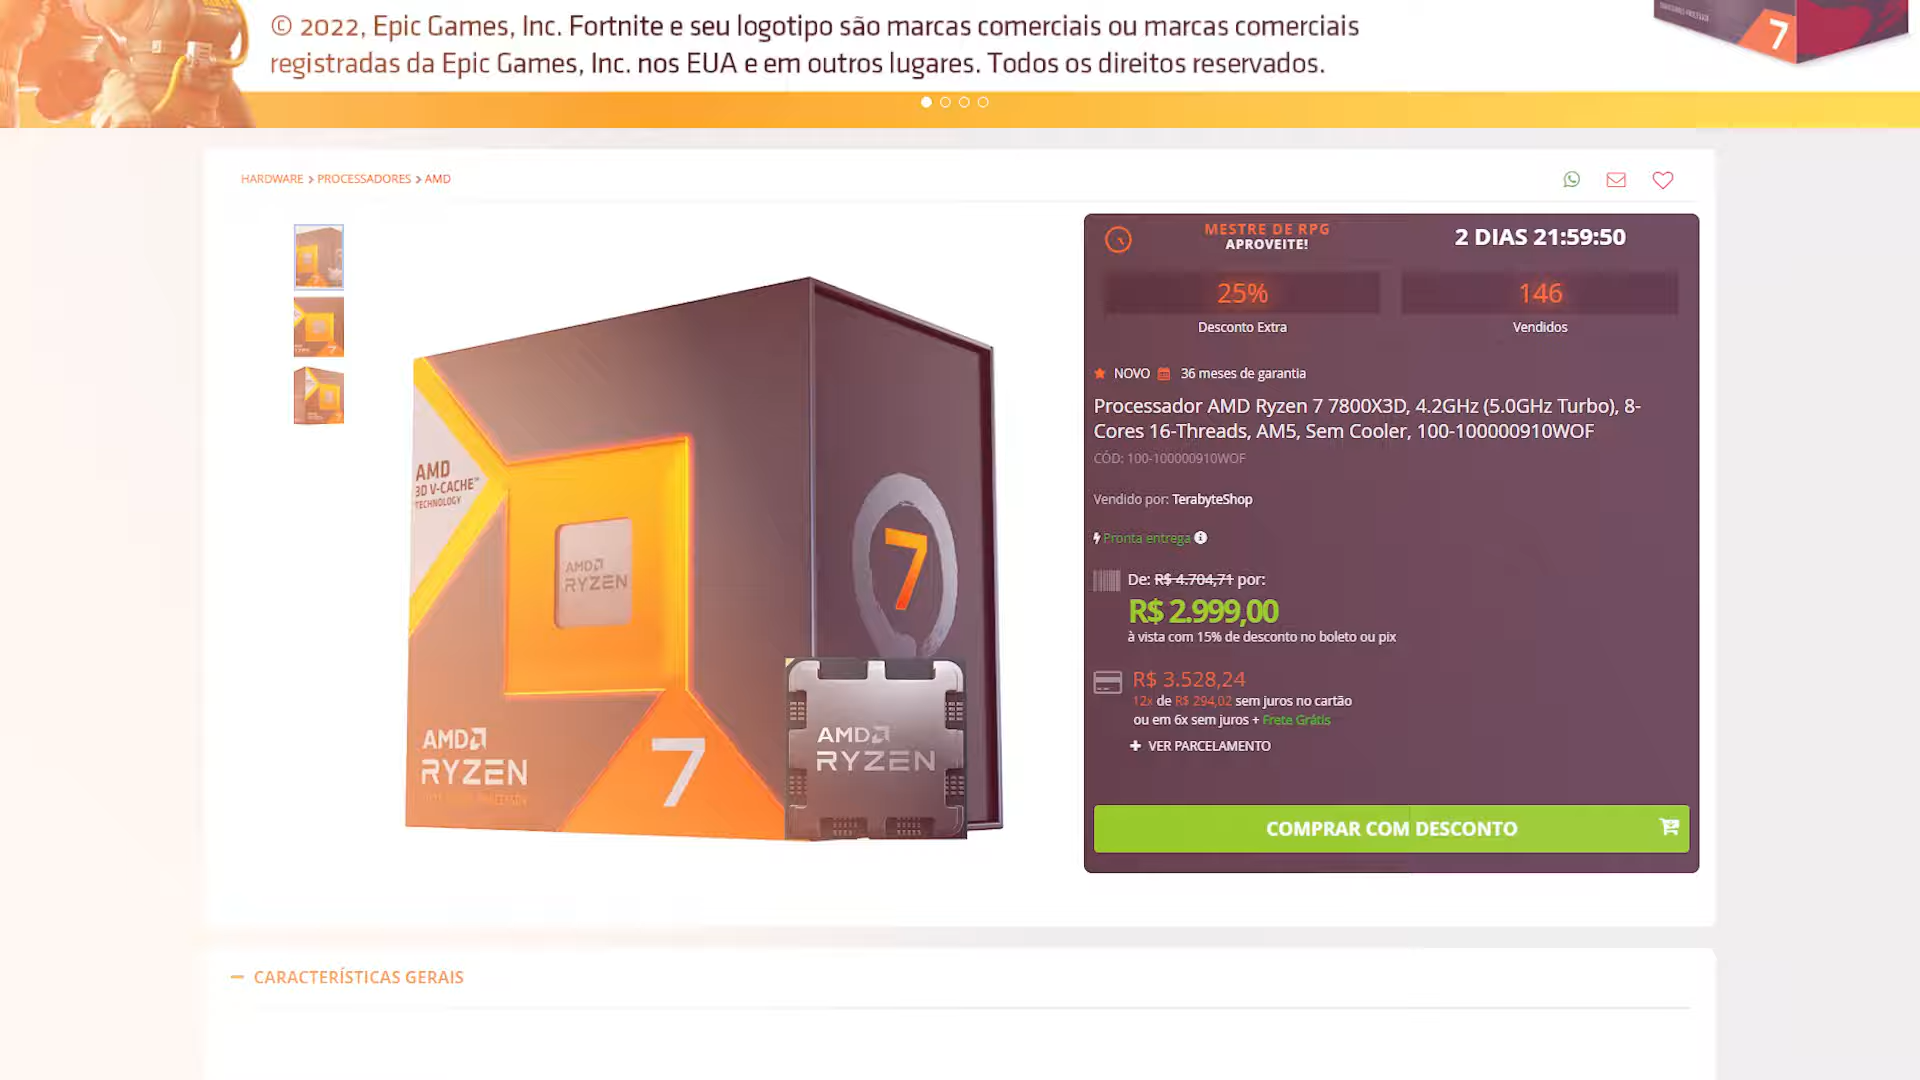 © 2022, Epic Games, Inc. Fortnite e seu logotipo são marcas comerciais ou marcas comerciais
registradas da Epic Games, Inc. nos EUA e em outros lugares. Todos os direitos reservados.
7
HARDWARE > PROCESSADORES > AMD
MESTRE DE RPG
APROVEITE!
2 DIAS 21:59:50
25%
Desconto Extra
146
Vendidos
NOVO 36 meses de garantia
Processador AMD Ryzen 7 7800X3D, 4.2GHz (5.0GHz Turbo), 8-
Cores 16-Threads, AM5, Sem Cooler, 100-100000910WOF
CÓD: 100-100000910WOF
Vendido por: TerabyteShop
Pronta entrega
De: R$ 4.704,71 por:
R$ 2.999,00
à vista com 15% de desconto no boleto ou pix
R$ 3.528,24
12x de R$ 294,02 sem juros no cartão
ou em 6x sem juros + Frete Grátis
+ VER PARCELAMENTO
COMPRAR COM DESCONTO
AMD
3D V-CACHE™
TECHNOLOGY
AMD
RYZEN
7
AMD
RYZEN
7
AMD
RYZEN
— CARACTERÍSTICAS GERAIS